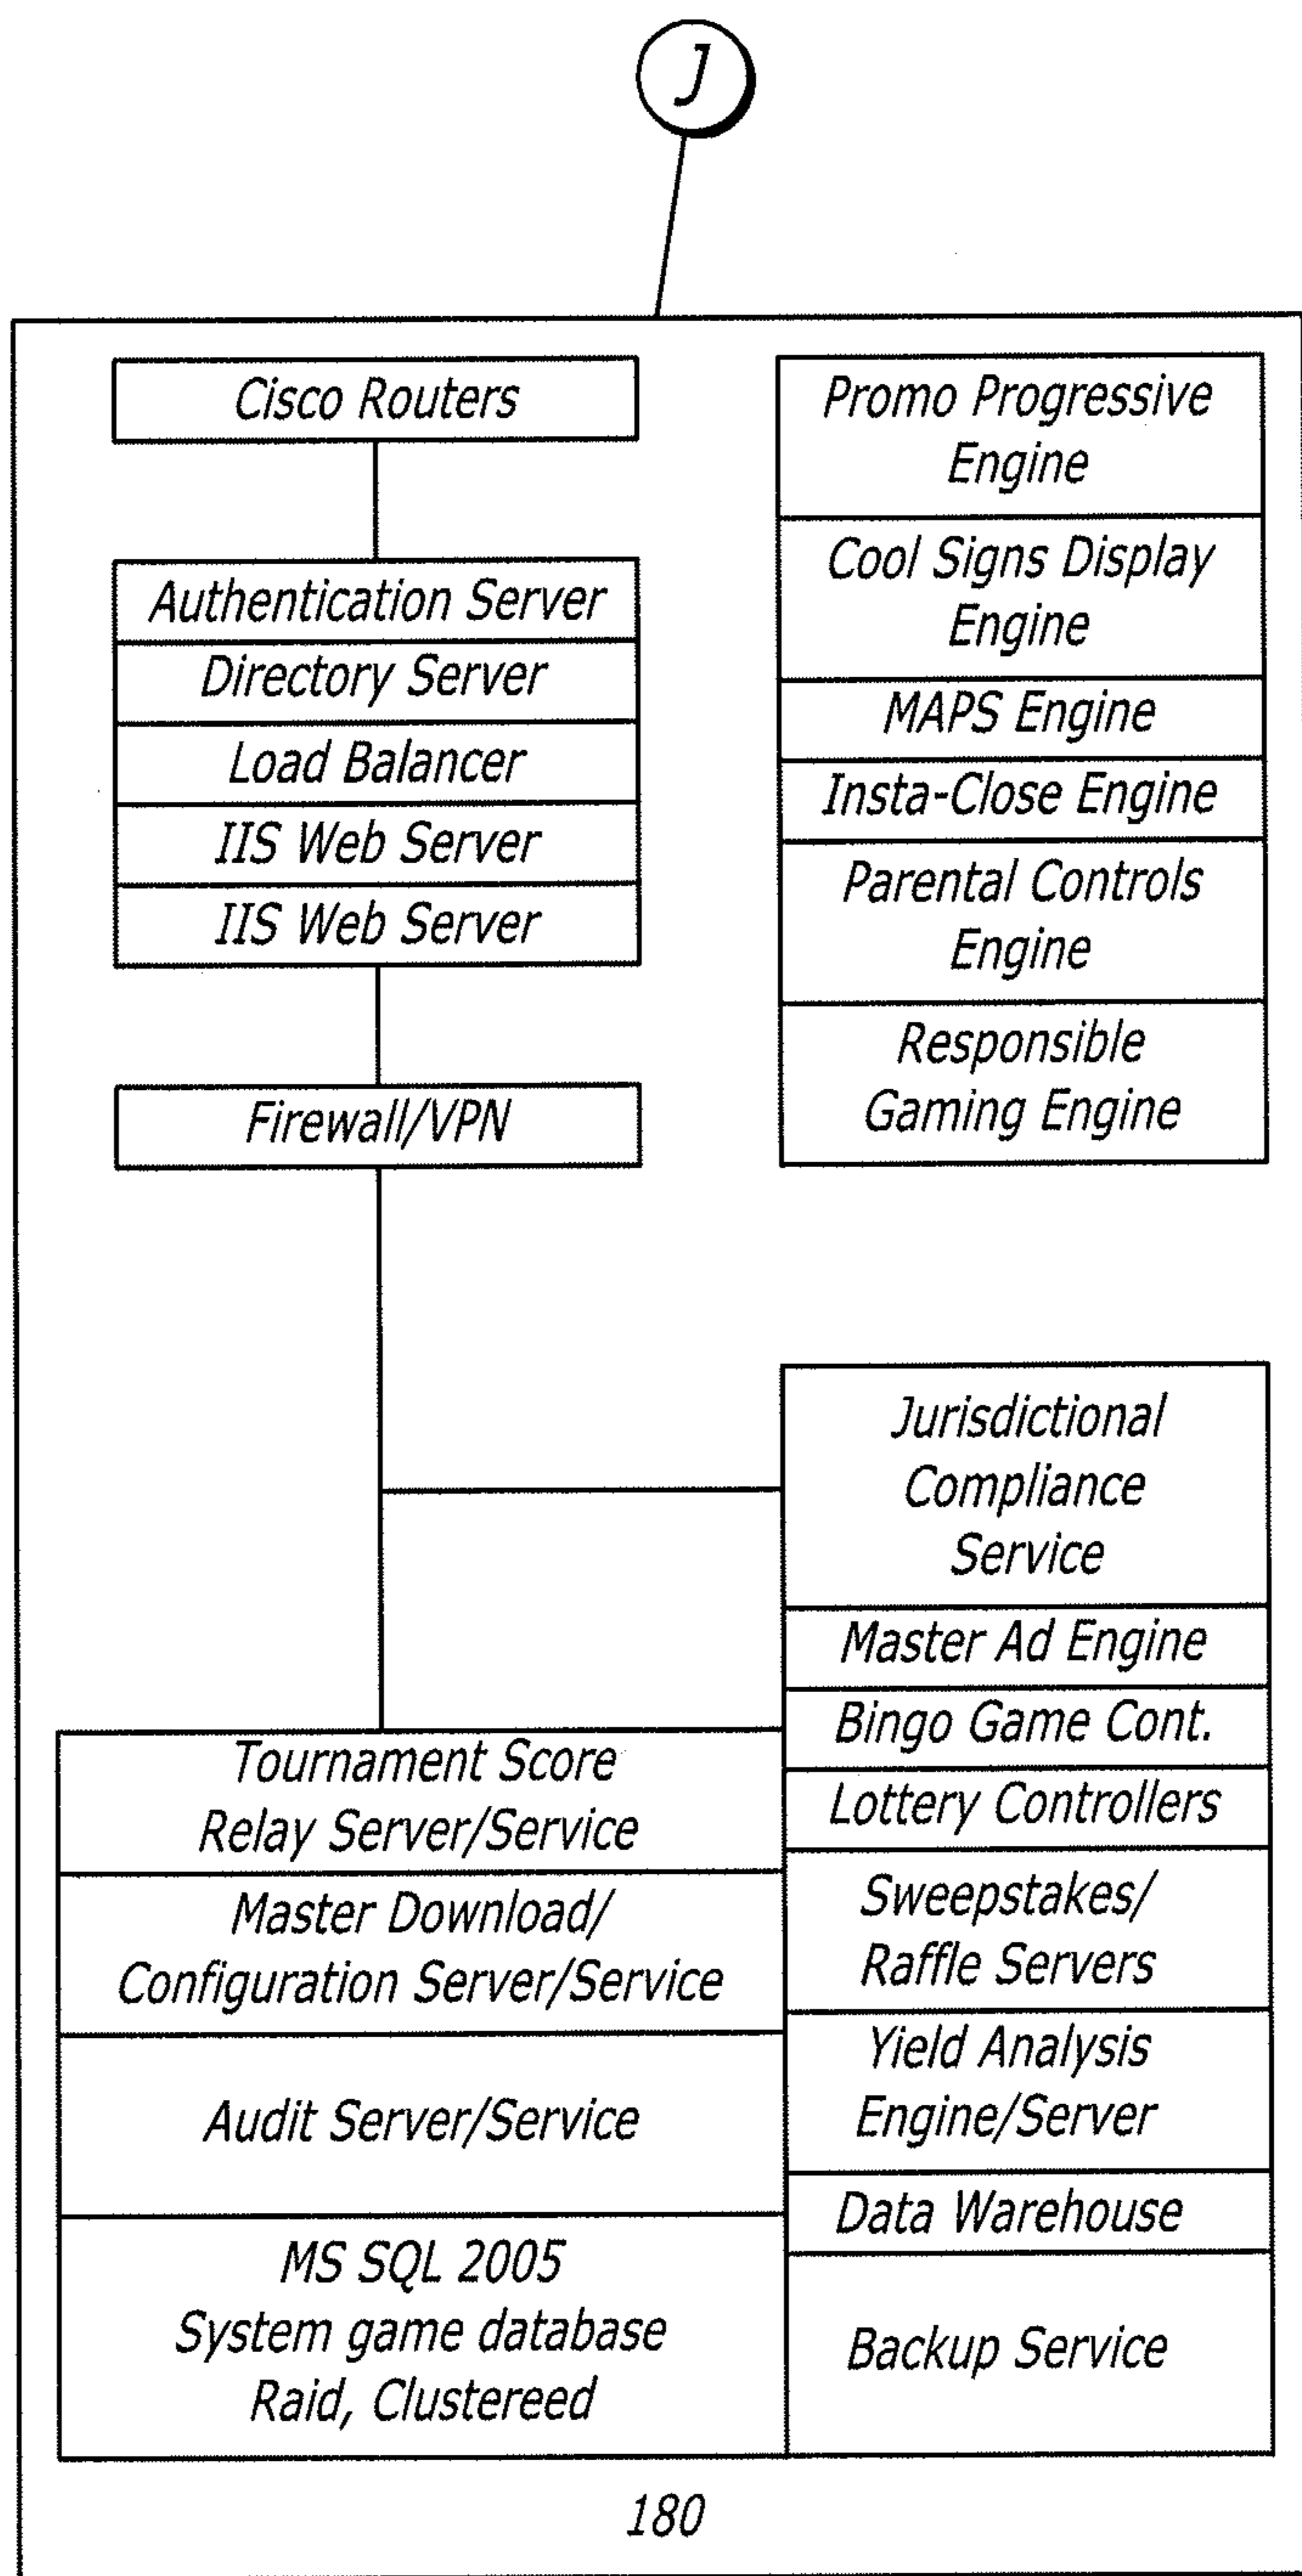 J
Cisco Routers
Authentication Server
Directory Server
Load Balancer
IIS Web Server
IIS Web Server
Firewall/VPN
Promo Progressive
Engine
Cool Signs Display
Engine
MAPS Engine
Insta-Close Engine
Parental Controls
Engine
Responsible
Gaming Engine
Tournament Score
Relay Server/Service
Master Download/
Configuration Server/Service
Audit Server/Service
MS SQL 2005
System game database
Raid, Clustereed
Jurisdictional
Compliance
Service
Master Ad Engine
Bingo Game Cont.
Lottery Controllers
Sweepstakes/
Raffle Servers
Yield Analysis
Engine/Server
Data Warehouse
Backup Service
180